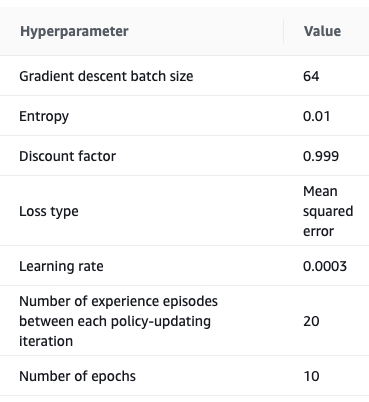 Hyperparameter Value
Gradient descent batch size 64
Entropy 0.01
Discount factor 0.999
Loss type Mean squared error
Learning rate 0.0003
Number of experience episodes between each policy-updating iteration 20
Number of epochs 10